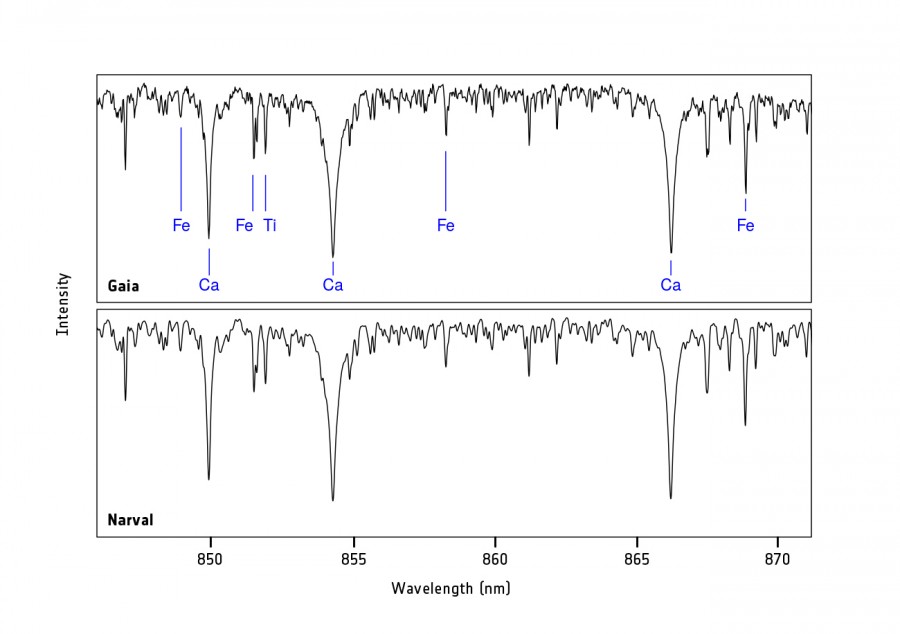 Fe Fe Ti Fe Fe
Ca Ca Ca
Gaia
Intensity
Narval
850 855 860 865 870
Wavelength (nm)